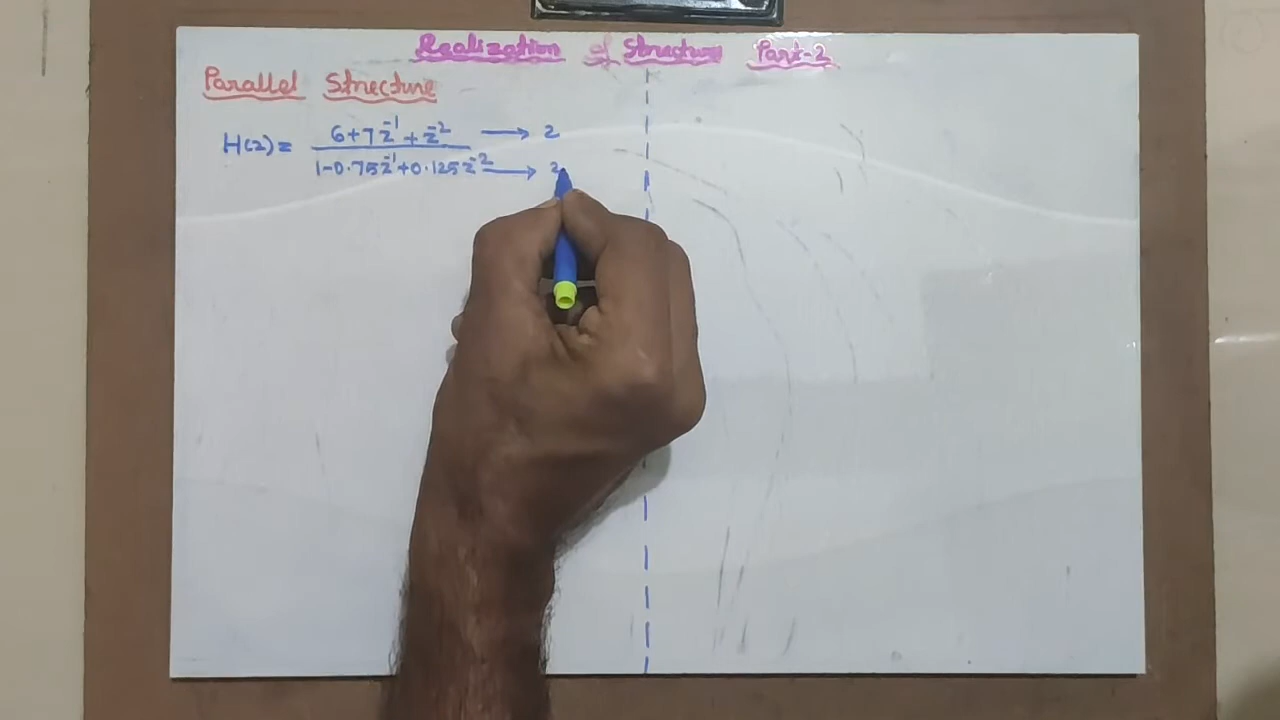 Realization of Structure Part-2
Parallel Structure
H(z) = 6+7z⁻¹+z⁻² → 2
1-0.75z⁻¹+0.125z⁻² → 2